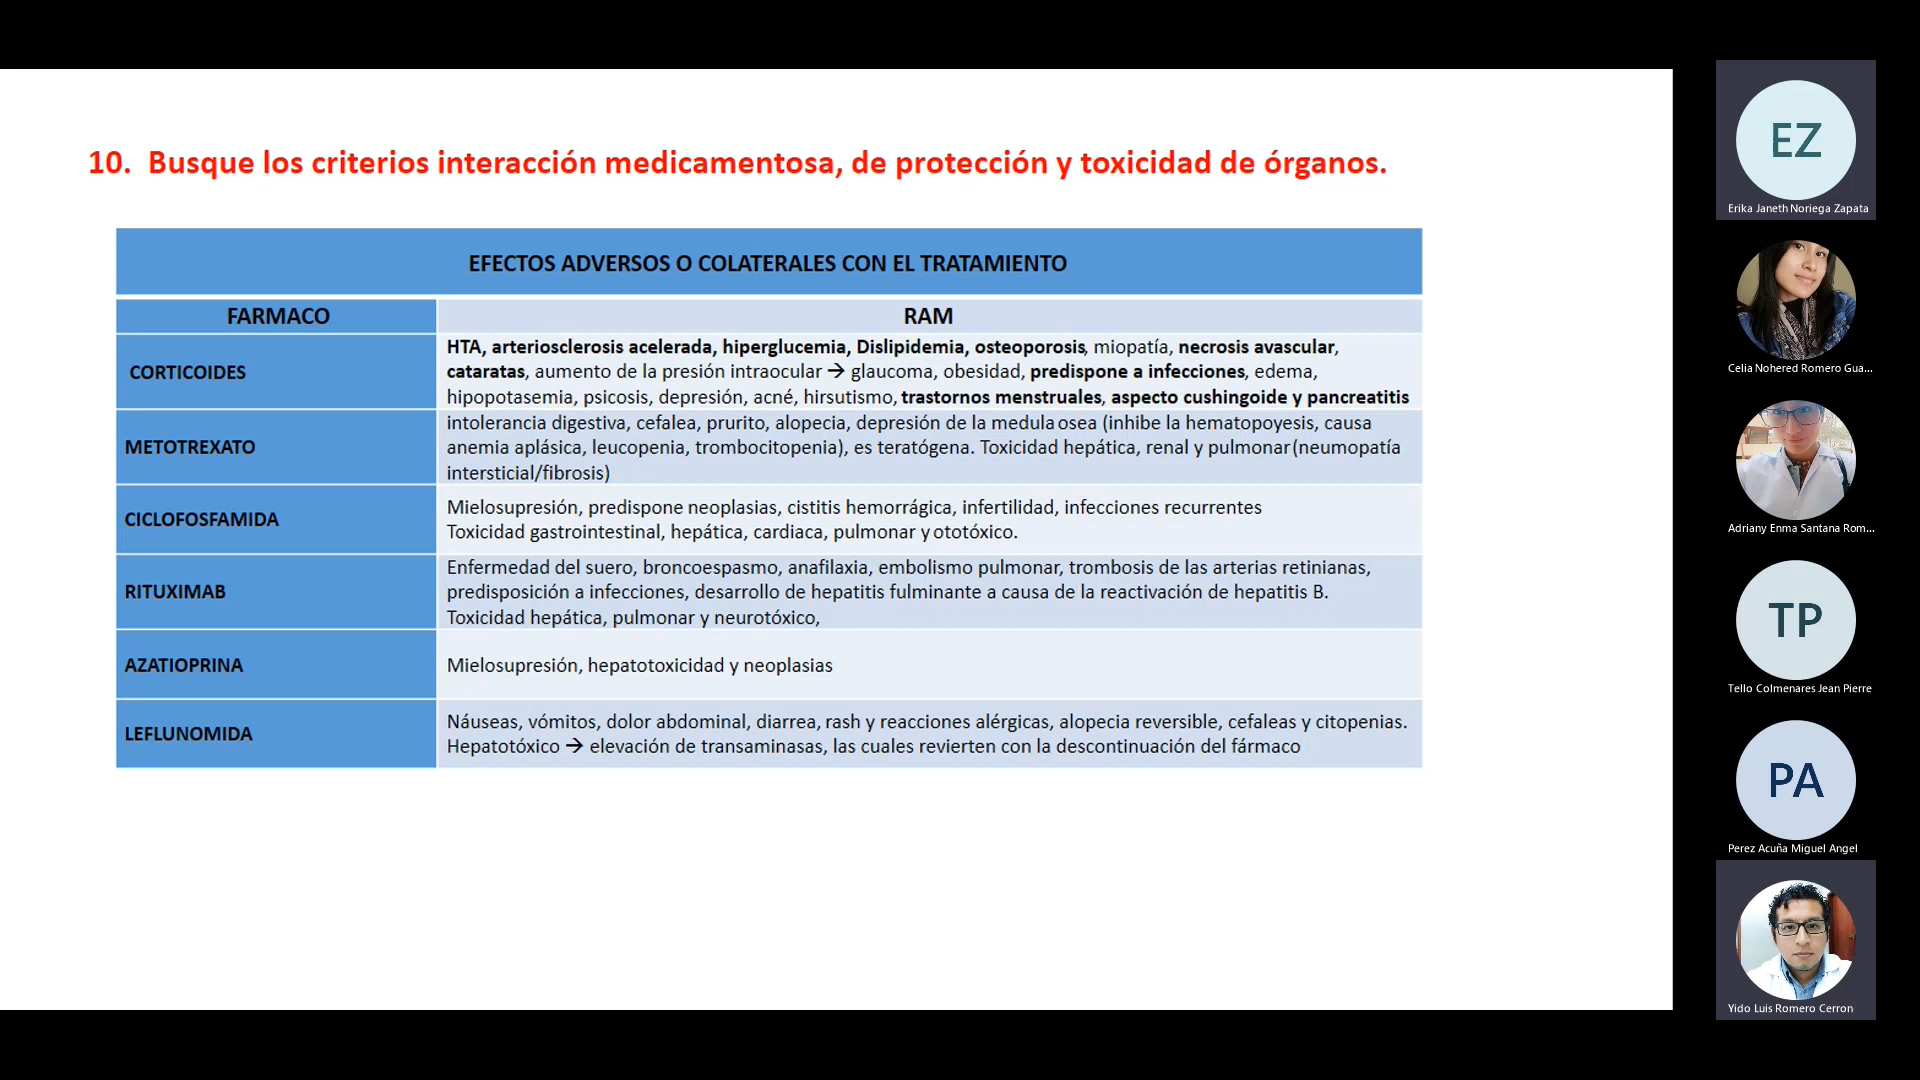 10. Busque los criterios interacción medicamentosa, de protección y toxicidad de órganos.
EFECTOS ADVERSOS O COLATERALES CON EL TRATAMIENTO
FARMACO
RAM
CORTICOIDES
HTA, arteriosclerosis acelerada, hiperglucemia, Dislipidemia, osteoporosis, miopatía, necrosis avascular,
cataratas, aumento de la presión intraocular → glaucoma, obesidad, predispone a infecciones, edema,
hipopotasemia, psicosis, depresión, acné, hirsutismo, trastornos menstruales, aspecto cushingoide y pancreatitis
METOTREXATO
intolerancia digestiva, cefalea, prurito, alopecia, depresión de la medula osea (inhibe la hematopoyesis, causa
anemia aplásica, leucopenia, trombocitopenia), es teratógena. Toxicidad hepática, renal y pulmonar (neumopatía
intersticial/fibrosis)
CICLOFOSFAMIDA
Mielosupresión, predispone neoplasias, cistitis hemorrágica, infertilidad, infecciones recurrentes
Toxicidad gastrointestinal, hepática, cardiaca, pulmonar y ototóxico.
RITUXIMAB
Enfermedad del suero, broncoespasmo, anafilaxia, embolismo pulmonar, trombosis de las arterias retinianas,
predisposición a infecciones, desarrollo de hepatitis fulminante a causa de la reactivación de hepatitis B.
Toxicidad hepática, pulmonar y neurotóxico,
AZATIOPRINA
Mielosupresión, hepatotoxicidad y neoplasias
LEFLUNOMIDA
Náuseas, vómitos, dolor abdominal, diarrea, rash y reacciones alérgicas, alopecia reversible, cefaleas y citopenias.
Hepatotóxico → elevación de transaminasas, las cuales revierten con la descontinuación del fármaco
EZ
Erika Janeth Noriega Zapata
Celia Nohered Romero Gua...
Adriany Enma Santana Rom...
TP
Tello Colmenares Jean Pierre
PA
Perez Acuña Miguel Angel
Yido Luis Romero Cerron